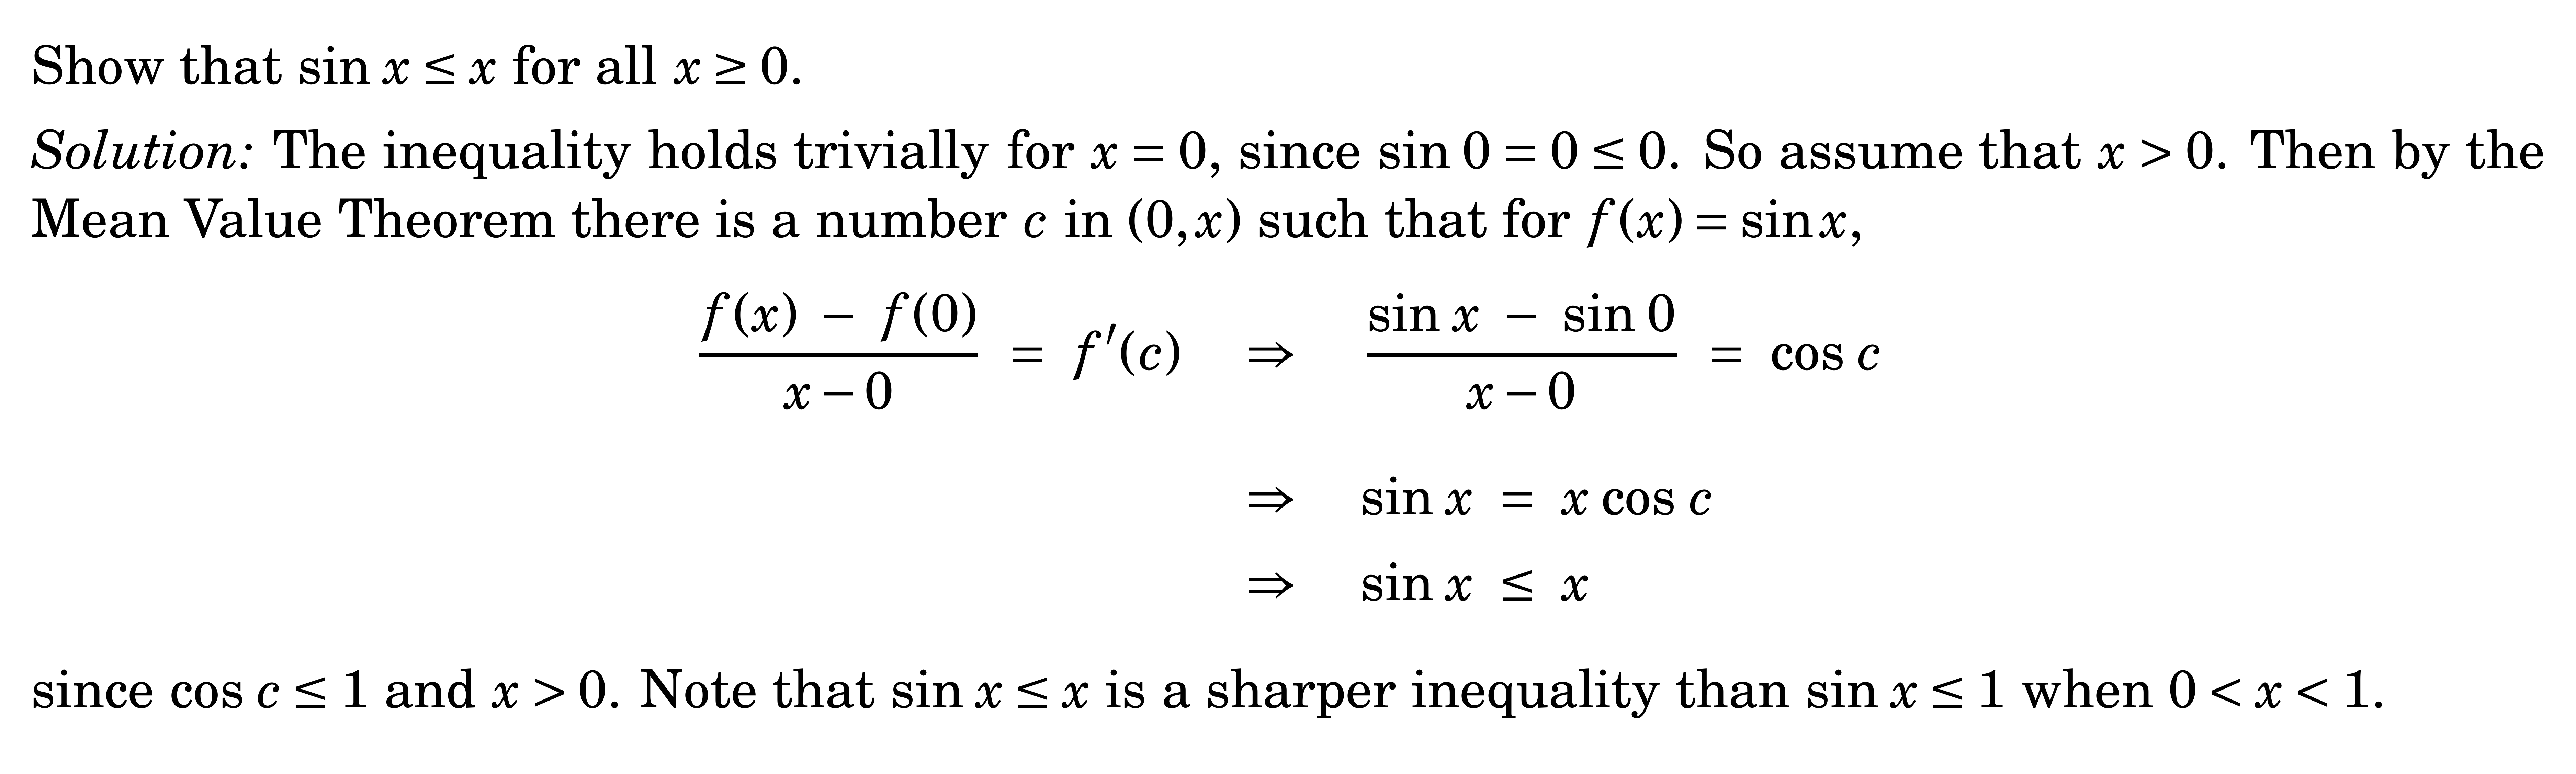 Show that sin x ≤ x for all x ≥ 0.
Solution: The inequality holds trivially for x = 0, since sin 0 = 0 ≤ 0. So assume that x > 0. Then by the
Mean Value Theorem there is a number c in (0,x) such that for f(x) = sinx,
f(x) − f(0) / x − 0 = f′(c) ⇒ sin x − sin 0 / x − 0 = cos c
⇒ sin x = x cos c
⇒ sin x ≤ x
since cos c ≤ 1 and x > 0. Note that sin x ≤ x is a sharper inequality than sin x ≤ 1 when 0 < x < 1.